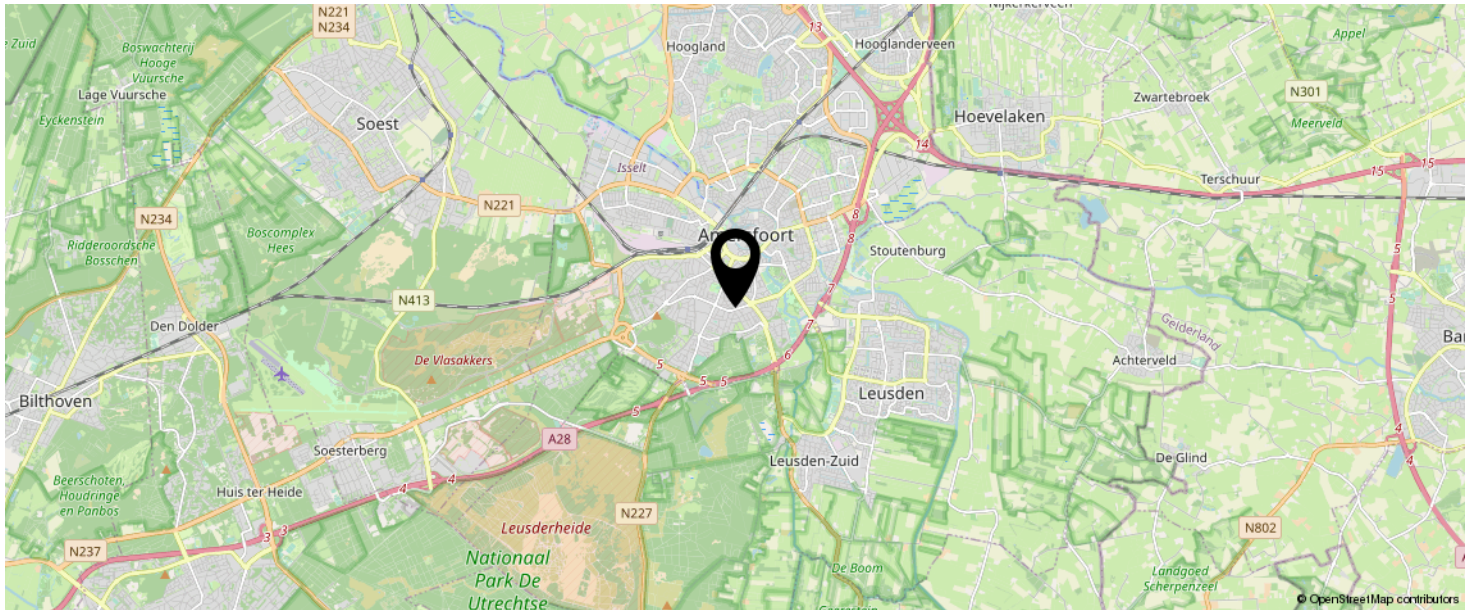 N221
N234
Nijkerkerveen
13
Hoogland
Hooglanderveen
Appel
Boswachterij
Hooge
Vuursche
Lage Vuursche
Eyckenstein
Soest
N301
Zwartebroek
Hoevelaken
Meerveld
14
Isselt
15
15
Terschuur
N221
N234
8
Boscomplex
Hees
Ridderoordsche
Bosschen
8
Stoutenburg
5
N413
7
Den Dolder
7
Gelderland
De Vlasakkers
5
5
5
6
Achterveld
Bilthoven
5
Leusden
A28
4
Soesterberg
Leusden-Zuid
De Glind
4
Beerschoten,
Houdringe
en Panbos
4
4
Huis ter Heide
3
3
N227
Leusderheide
N802
N237
Nationaal
Park De
Utrechtse
De Boom
Landgoed
Scherpenzeel
© OpenStreetMap contributors